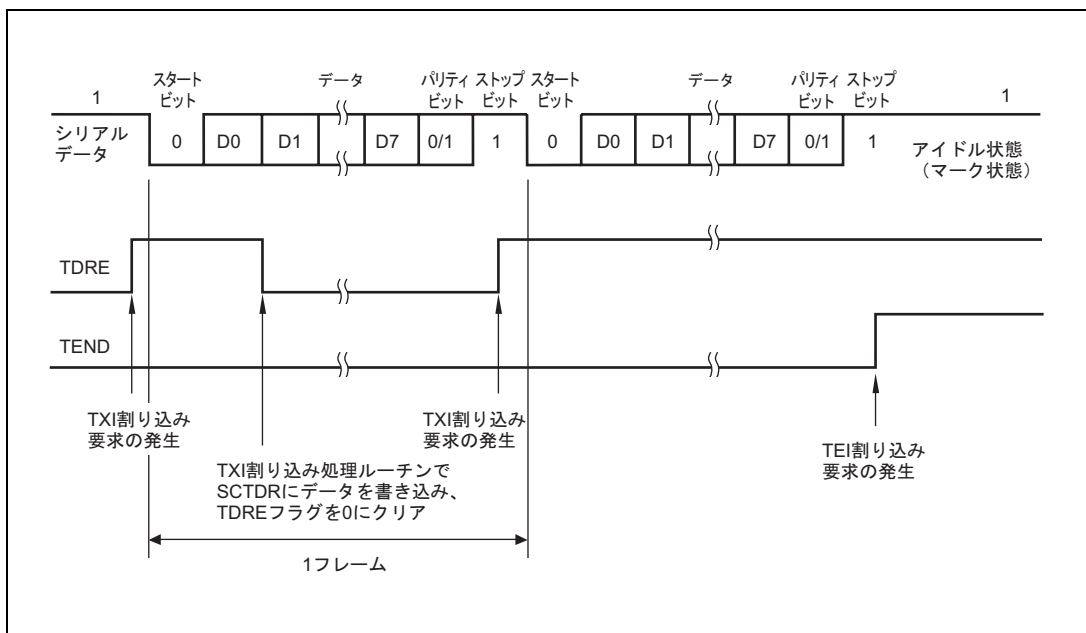 スタート
ビット
データ
パリティ
ビット
ストップ
ビット
スタート
ビット
データ
パリティ
ビット
ストップ
ビット
1
1
シリアル
データ
0 D0 D1 D7 0/1 1 0 D0 D1 D7 0/1 1
アイドル状態
(マーク状態)
TDRE
TEND
TXI割り込み
要求の発生
TXI割り込み
要求の発生
TEI割り込み
要求の発生
TXI割り込み処理ルーチンで
SCTDRにデータを書き込み、
TDREフラグを0にクリア
1フレーム